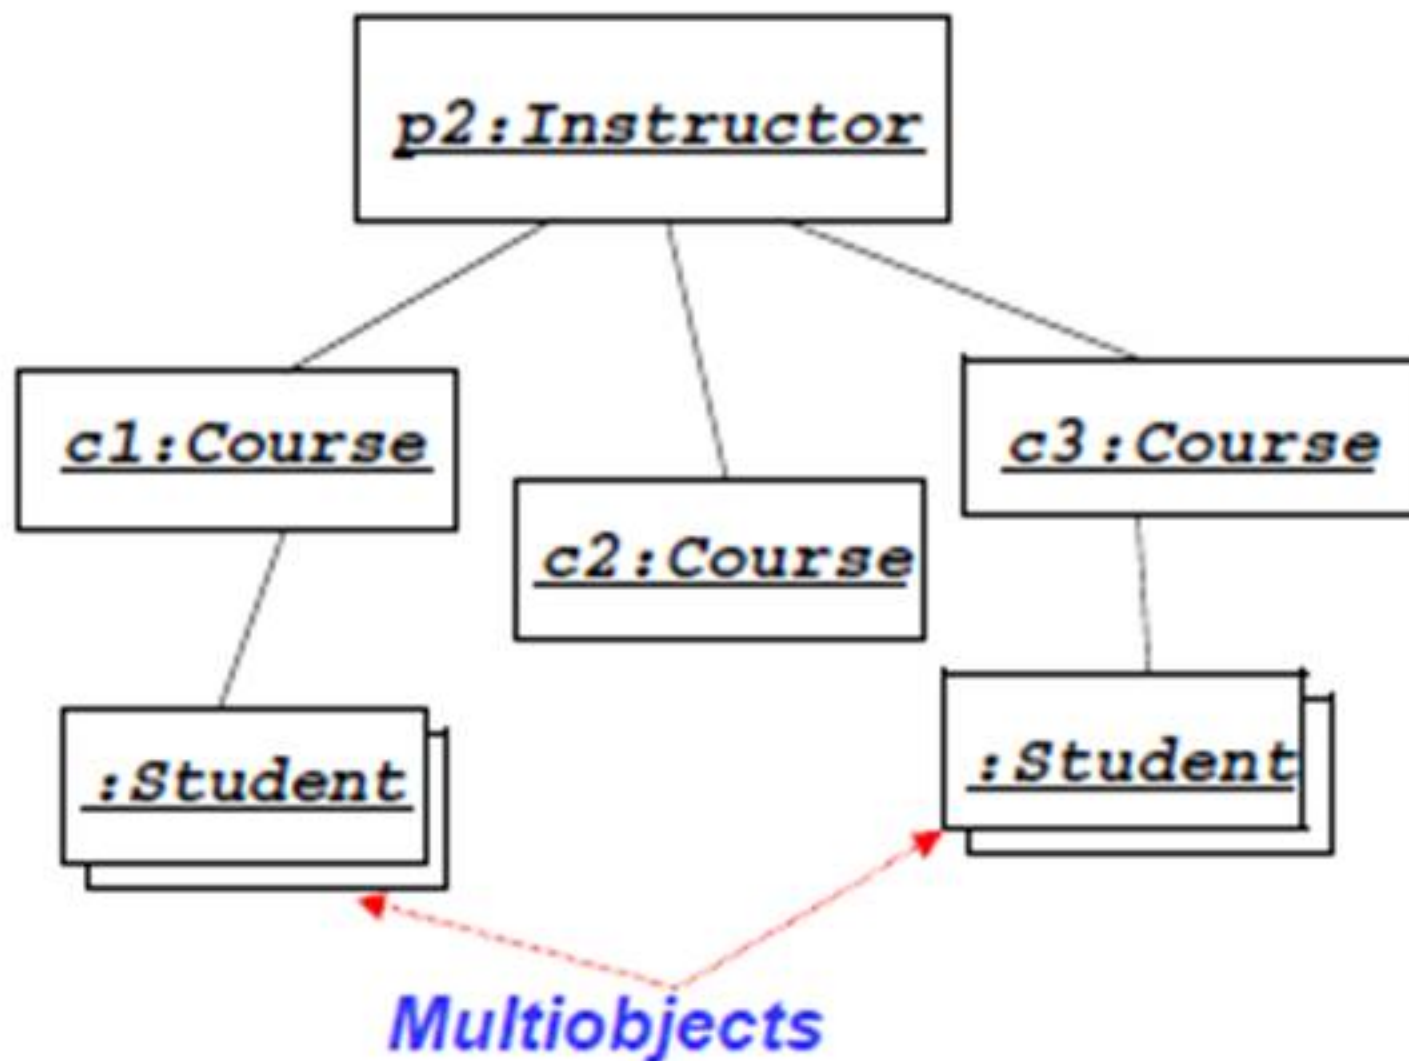 p2:Instructor
c1:Course
c3:Course
c2:Course
:Student
:Student
Multiobjects